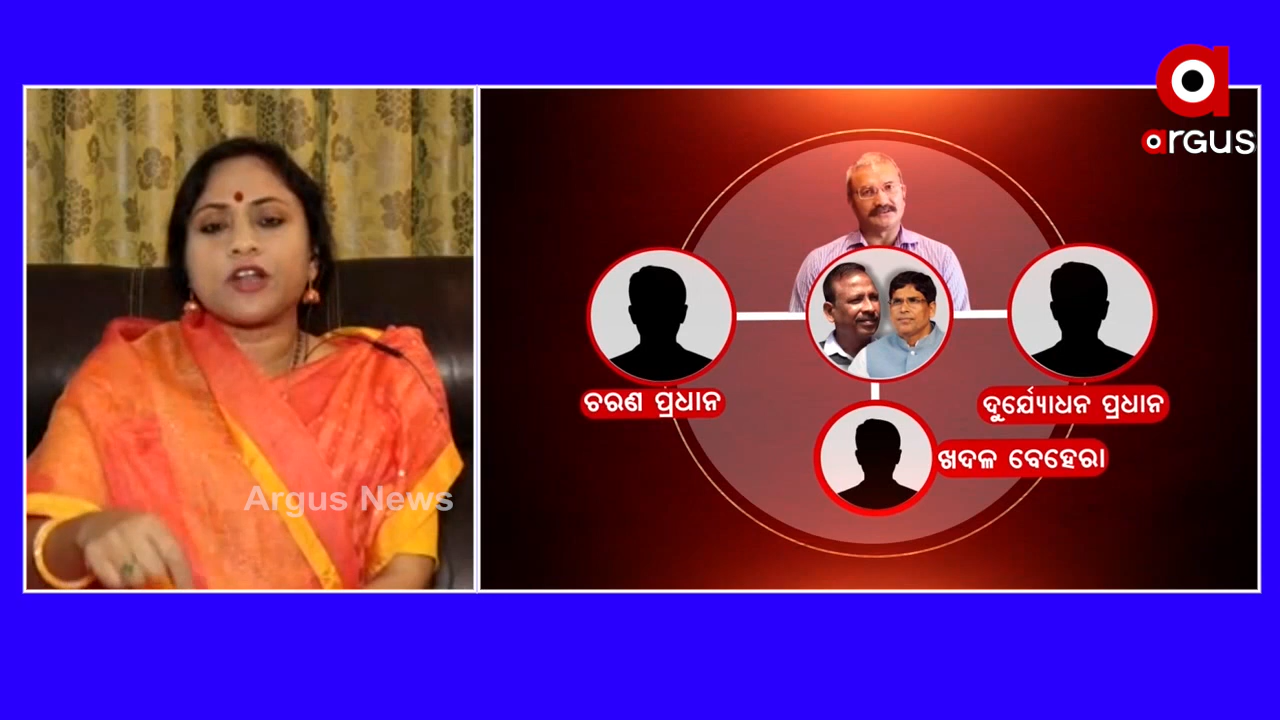 argus
ଚରଣ ପ୍ରଧାନ
ଦୁର୍ଯ୍ୟୋଧନ ପ୍ରଧାନ
ଖଦଳ ବେହେରା
Argus News